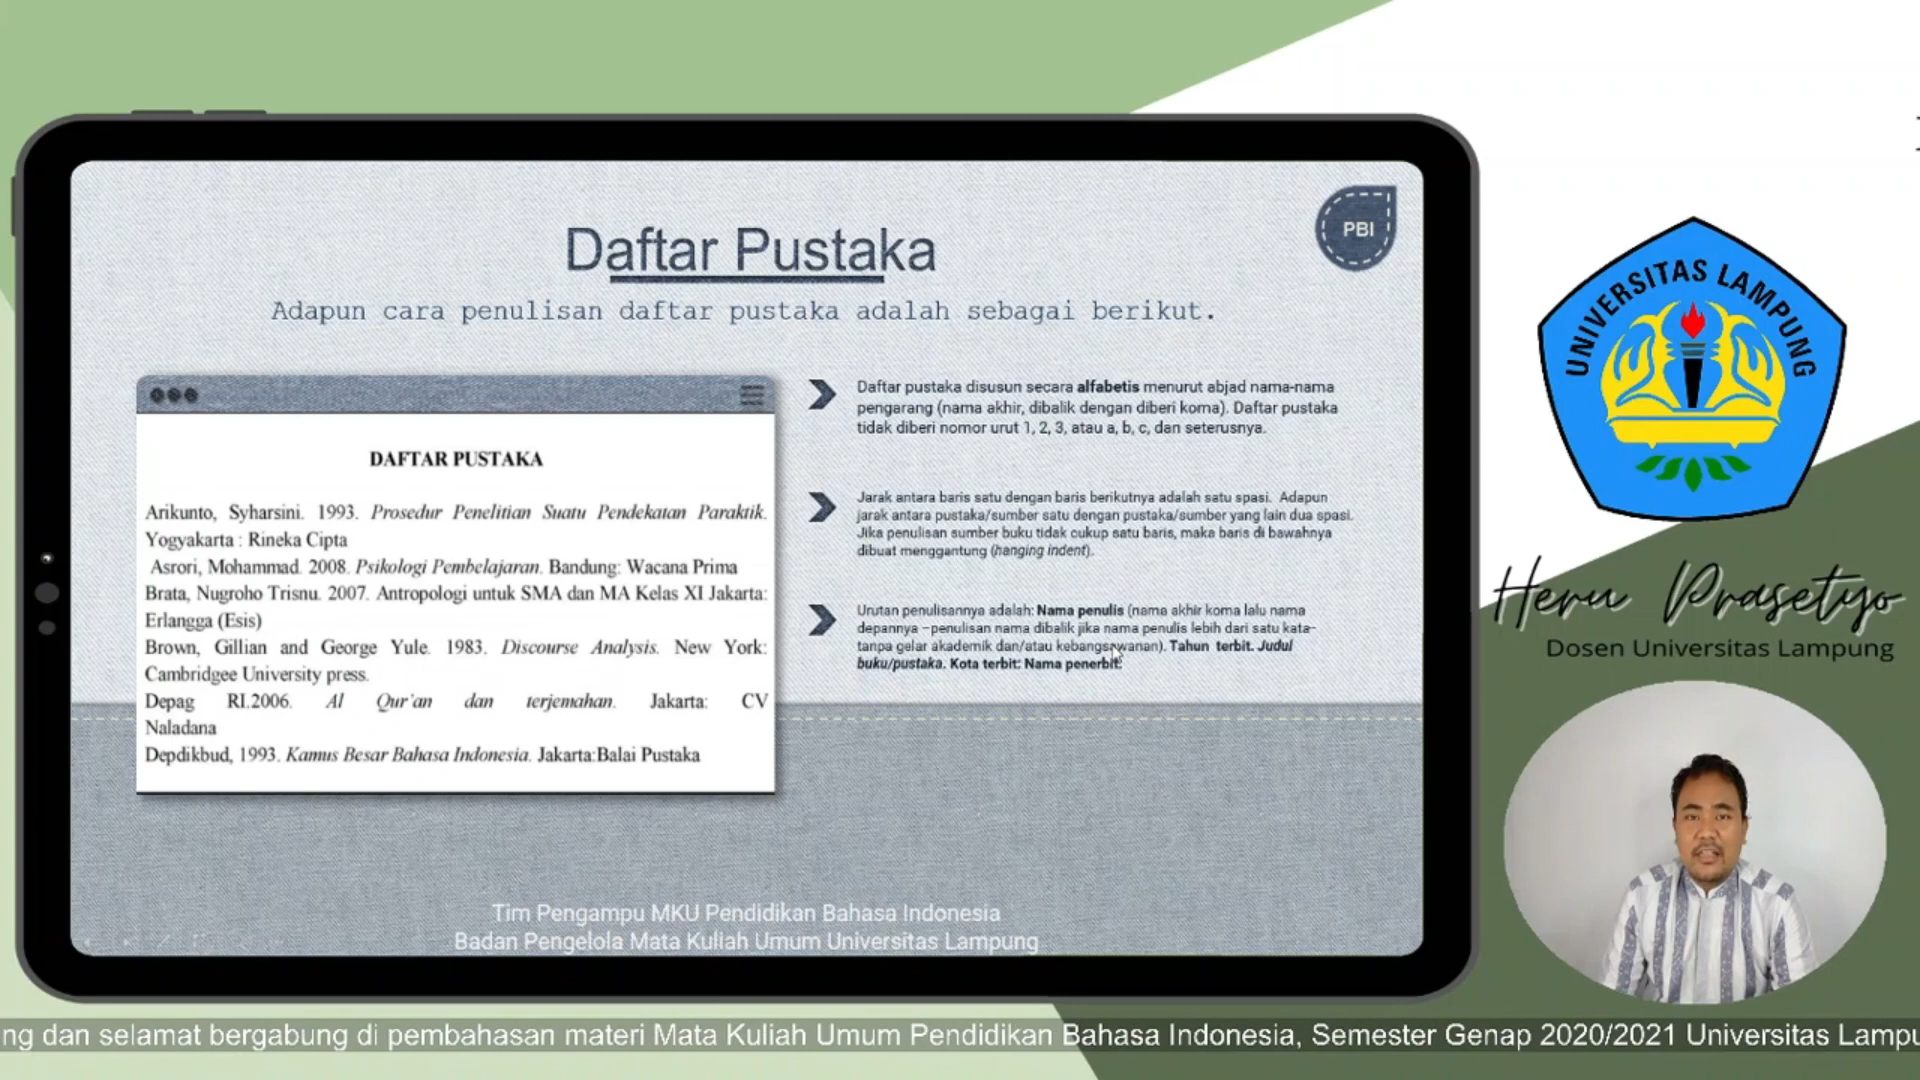 PBI
Daftar Pustaka
Adapun cara penulisan daftar pustaka adalah sebagai berikut.
DAFTAR PUSTAKA
Arikunto, Syharsini. 1993. Prosedur Penelitian Suatu Pendekatan Paraktik.
Yogyakarta : Rineka Cipta
Asrori, Mohammad. 2008. Psikologi Pembelajaran. Bandung: Wacana Prima
Brata, Nugroho Trisnu. 2007. Antropologi untuk SMA dan MA Kelas XI Jakarta:
Erlangga (Esis)
Brown, Gillian and George Yule. 1983. Discourse Analysis. New York:
Cambridgee University press.
Depag RI.2006. Al Qur'an dan terjemahan. Jakarta: CV
Naladana
Depdikbud, 1993. Kamus Besar Bahasa Indonesia. Jakarta:Balai Pustaka
Daftar pustaka disusun secara alfabetis menurut abjad nama-nama
pengarang (nama akhir, dibalik dengan diberi koma). Daftar pustaka
tidak diberi nomor urut 1, 2, 3, atau a, b, c, dan seterusnya.
Jarak antara baris satu dengan baris berikutnya adalah satu spasi. Adapun
jarak antara pustaka/sumber satu dengan pustaka/sumber yang lain dua spasi.
Jika penulisan sumber buku tidak cukup satu baris, maka baris di bawahnya
dibuat menggantung (hanging indent).
Urutan penulisannya adalah: Nama penulis (nama akhir koma lalu nama
depannya –penulisan nama dibalik jika nama penulis lebih dari satu kata-
tanpa gelar akademik dan/atau kebangsawanan). Tahun terbit. Judul
buku/pustaka. Kota terbit: Nama penerbit.
Tim Pengampu MKU Pendidikan Bahasa Indonesia
Badan Pengelola Mata Kuliah Umum Universitas Lampung
UNIVERSITAS LAMPUNG
Heru Prasetyo
Dosen Universitas Lampung
ng dan selamat bergabung di pembahasan materi Mata Kuliah Umum Pendidikan Bahasa Indonesia, Semester Genap 2020/2021 Universitas Lampu